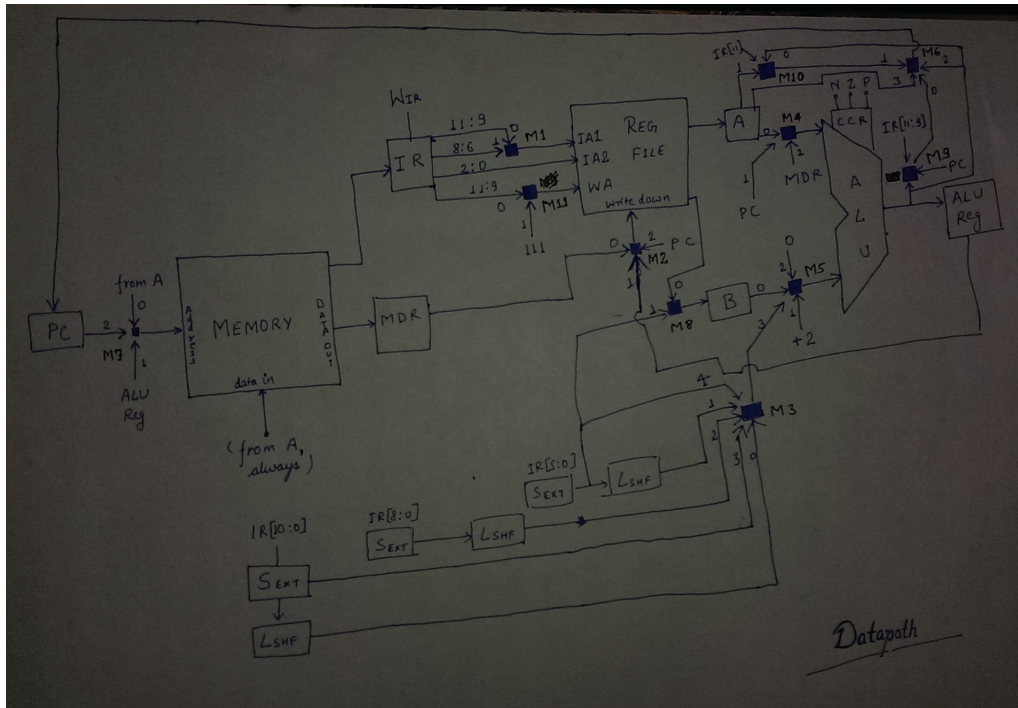 IR[11]
0
M6
1
M10
1
2
3
N Z P
CCR
0
WIR
11:9
0
M1
8:6
1
2:0
11:9
0
M11
1
111
IR
IA1
IA2
WA
REG
FILE
write down
A
0
M4
2
MDR
1
PC
IR[11:9]
M9
PC
A
L
U
ALU
Reg
0
2
PC
M2
1
0
1
M8
B
0
0
2
M5
1
3
+2
from A
0
PC
2
M7
1
ALU
Reg
Address
MEMORY
DATA OUT
data in
MDR
(from A,
always)
4
1
M3
2
3
0
IR[5:0]
SEXT
LSHF
IR[8:0]
SEXT
LSHF
IR[10:0]
SEXT
LSHF
Datapath